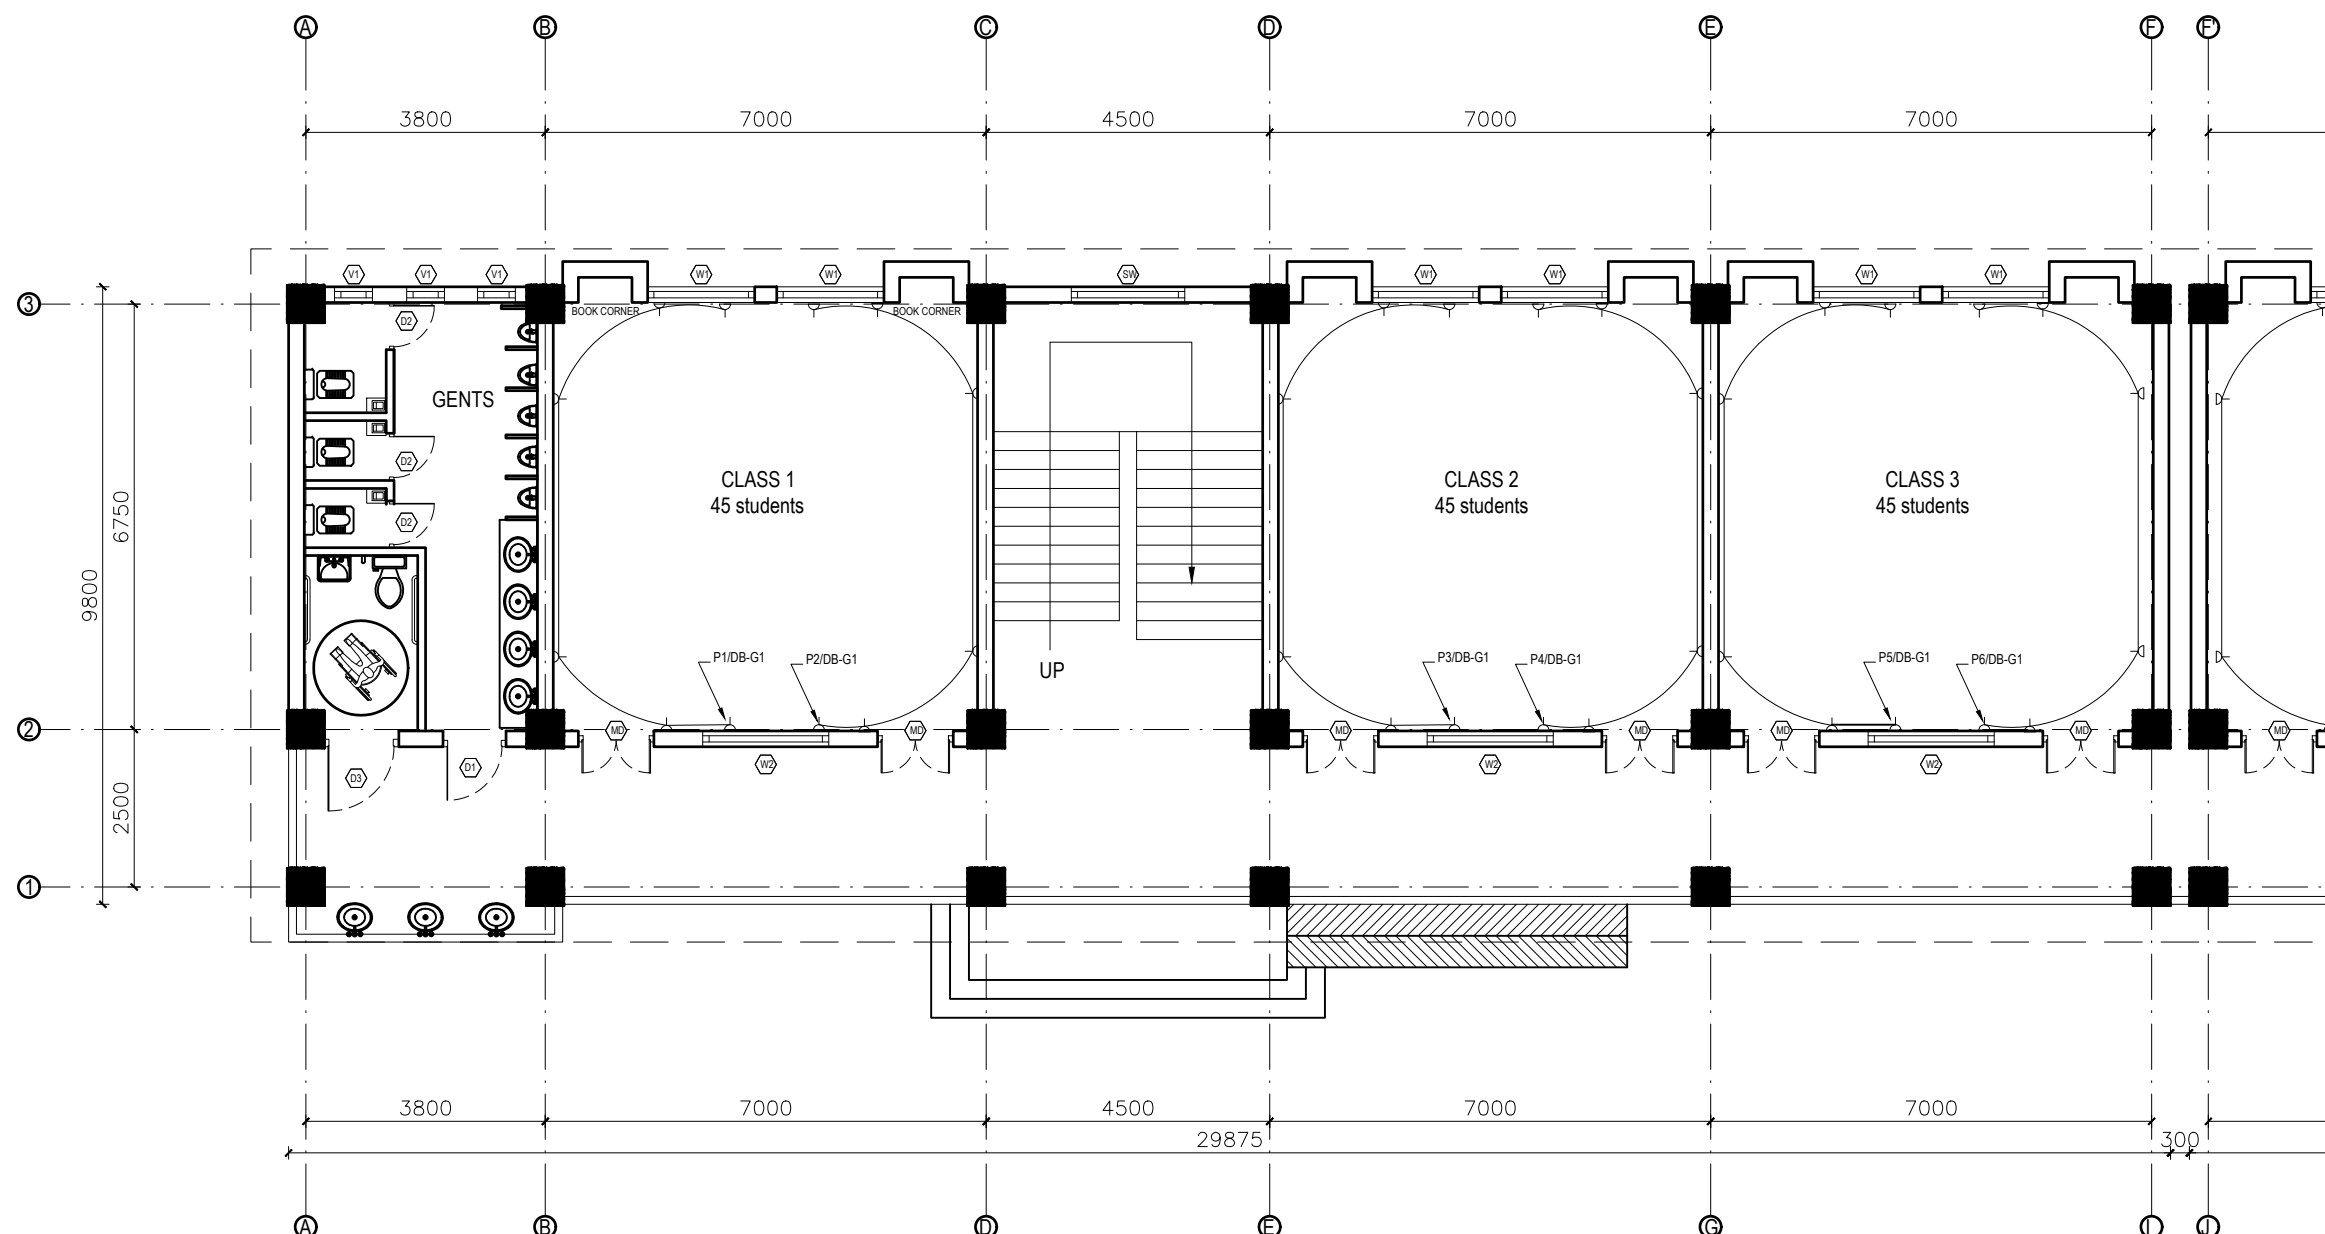 A B C D E F F'
3800 7000 4500 7000 7000
V1 V1 V1 W1 W1 SW W1 W1 W1 W1
3
BOOK CORNER BOOK CORNER
D2
GENTS
D2
CLASS 1 CLASS 2 CLASS 3
45 students 45 students 45 students
D2
6750
9800
P1/DB-G1 P2/DB-G1 P3/DB-G1 P4/DB-G1 P5/DB-G1 P6/DB-G1
UP
2
MD MD MD MD MD MD MD
D3 D1 W2 W2 W2
2500
1
3800 7000 4500 7000 7000
29875 300
A B D E G I J